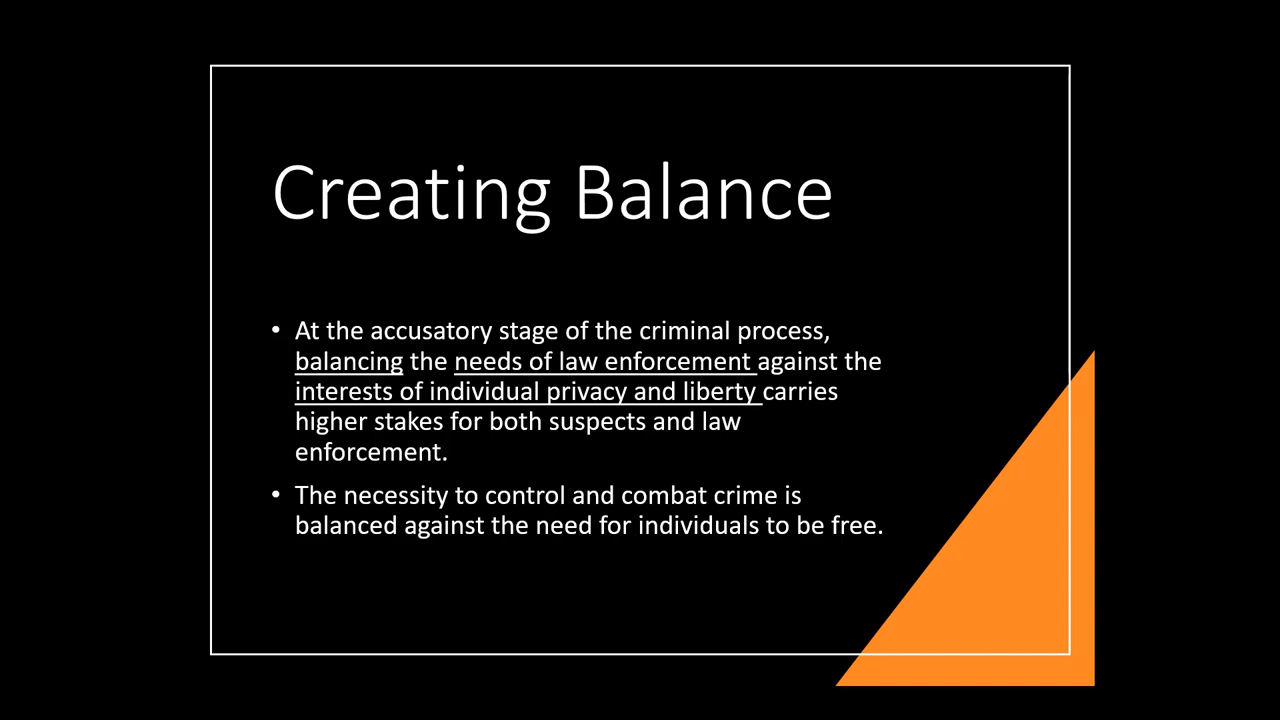 Creating Balance
• At the accusatory stage of the criminal process,
balancing the needs of law enforcement against the
interests of individual privacy and liberty carries
higher stakes for both suspects and law
enforcement.
• The necessity to control and combat crime is
balanced against the need for individuals to be free.